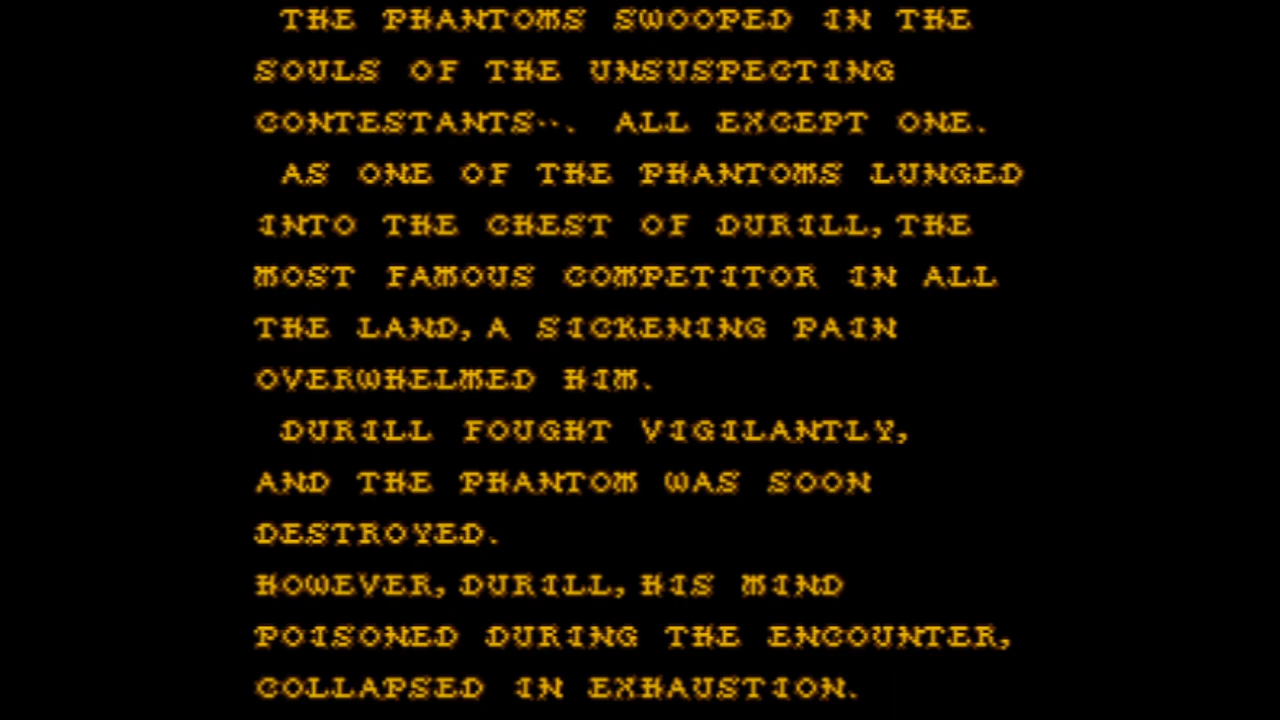 THE PHANTOMS SWOOPED IN THE
SOULS OF THE UNSUSPECTING
CONTESTANTS... ALL EXCEPT ONE.
AS ONE OF THE PHANTOMS LUNGED
INTO THE CHEST OF DURILL, THE
MOST FAMOUS COMPETITOR IN ALL
THE LAND, A SICKENING PAIN
OVERWHELMED HIM.
DURILL FOUGHT VIGILANTLY,
AND THE PHANTOM WAS SOON
DESTROYED.
HOWEVER, DURILL, HIS MIND
POISONED DURING THE ENCOUNTER,
COLLAPSED IN EXHAUSTION.